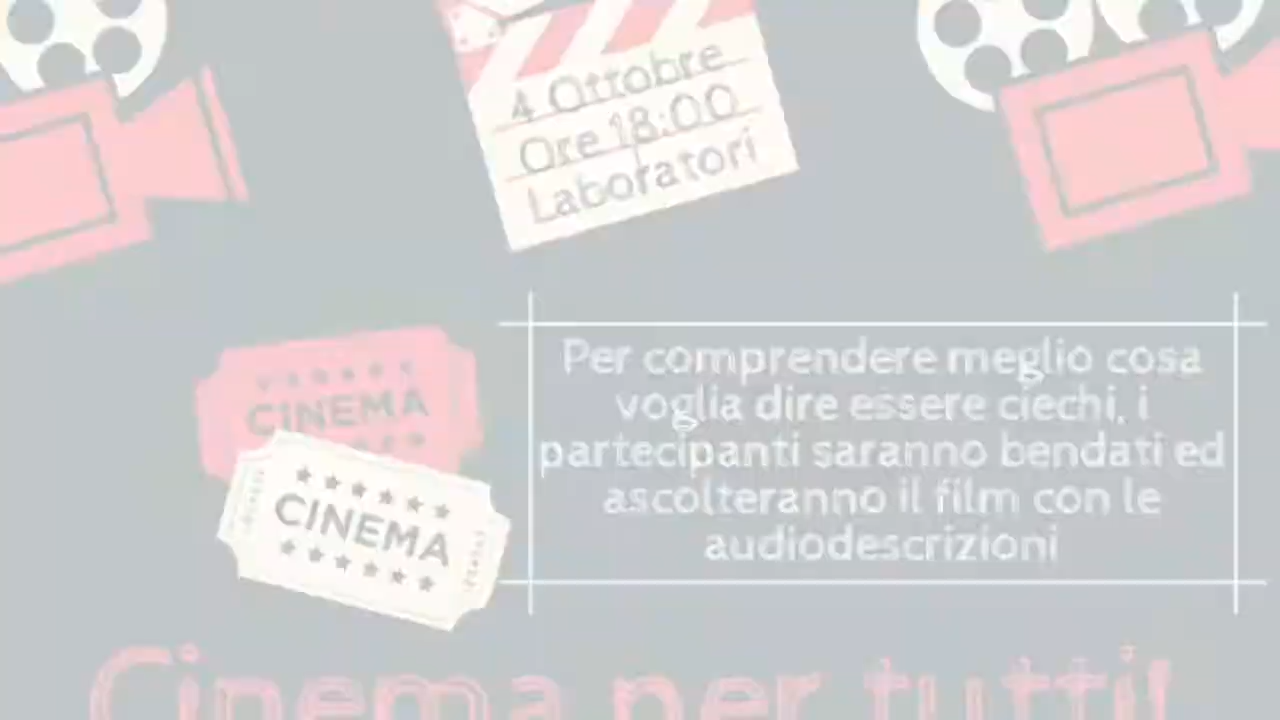 4 Ottobre
Ore 18:00
Laboratori
CINEMA
CINEMA
Per comprendere meglio cosa
voglia dire essere ciechi, i
partecipanti saranno bendati ed
ascolteranno il film con le
audiodescrizioni
Cinema per tutti!